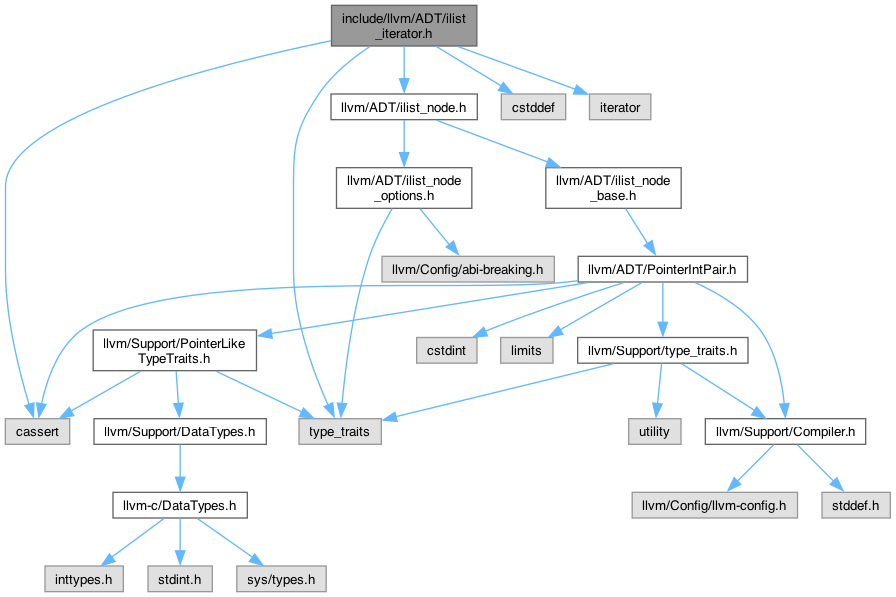 include/llvm/ADT/ilist
_iterator.h
llvm/ADT/ilist_node.h
cstddef
iterator
llvm/ADT/ilist_node
_options.h
llvm/ADT/ilist_node
_base.h
llvm/Config/abi-breaking.h
llvm/ADT/PointerIntPair.h
llvm/Support/PointerLike
TypeTraits.h
cstdint
limits
llvm/Support/type_traits.h
cassert
llvm/Support/DataTypes.h
type_traits
utility
llvm/Support/Compiler.h
llvm-c/DataTypes.h
llvm/Config/llvm-config.h
stddef.h
inttypes.h
stdint.h
sys/types.h